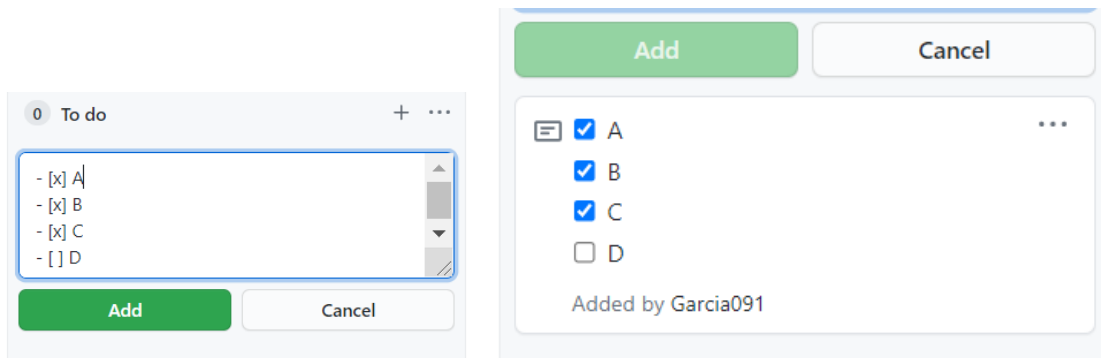 0 To do
- [x] A
- [x] B
- [x] C
- [ ] D
Add Cancel
Add Cancel
A
B
C
D
Added by Garcia091